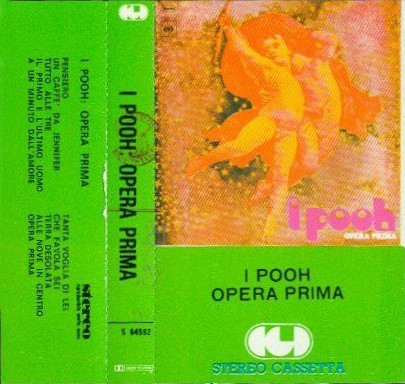 I POOH: OPERA PRIMA
PENSIERO
UN CAFFE' DA JENNIFER
TUTTO ALLE TRE
IL PRIMO E L'ULTIMO UOMO
A UN MINUTO DALL'AMORE
TANTA VOGLIA DI LEI
CHE FAVOLA SEI
TERRA DESOLATA
ALLE NOVE IN CENTRO
OPERA PRIMA
stereo
I POOH: OPERA PRIMA
S 64592
i pooh
OPERA PRIMA
I POOH
OPERA PRIMA
STEREO CASSETTA